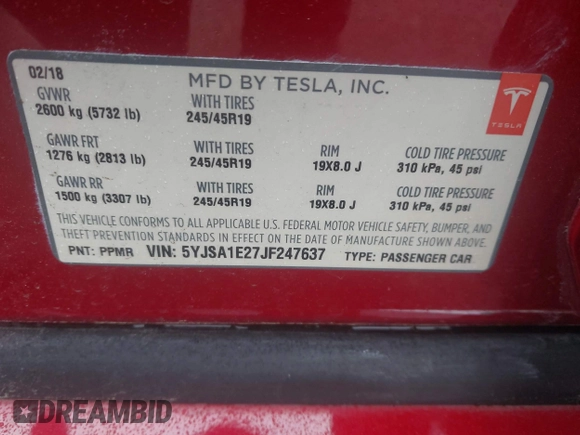 02/18
MFD BY TESLA, INC.
GVWR WITH TIRES
2600 kg (5732 lb) 245/45R19
TESLA
GAWR FRT WITH TIRES RIM COLD TIRE PRESSURE
1276 kg (2813 lb) 245/45R19 19X8.0 J 310 kPa, 45 psi
GAWR RR WITH TIRES RIM COLD TIRE PRESSURE
1500 kg (3307 lb) 245/45R19 19X8.0 J 310 kPa, 45 psi
THIS VEHICLE CONFORMS TO ALL APPLICABLE U.S. FEDERAL MOTOR VEHICLE SAFETY, BUMPER, AND
THEFT PREVENTION STANDARDS IN EFFECT ON THE DATE OF MANUFACTURE SHOWN ABOVE.
PNT: PPMR VIN: 5YJSA1E27JF247637 TYPE: PASSENGER CAR
DREAMBID